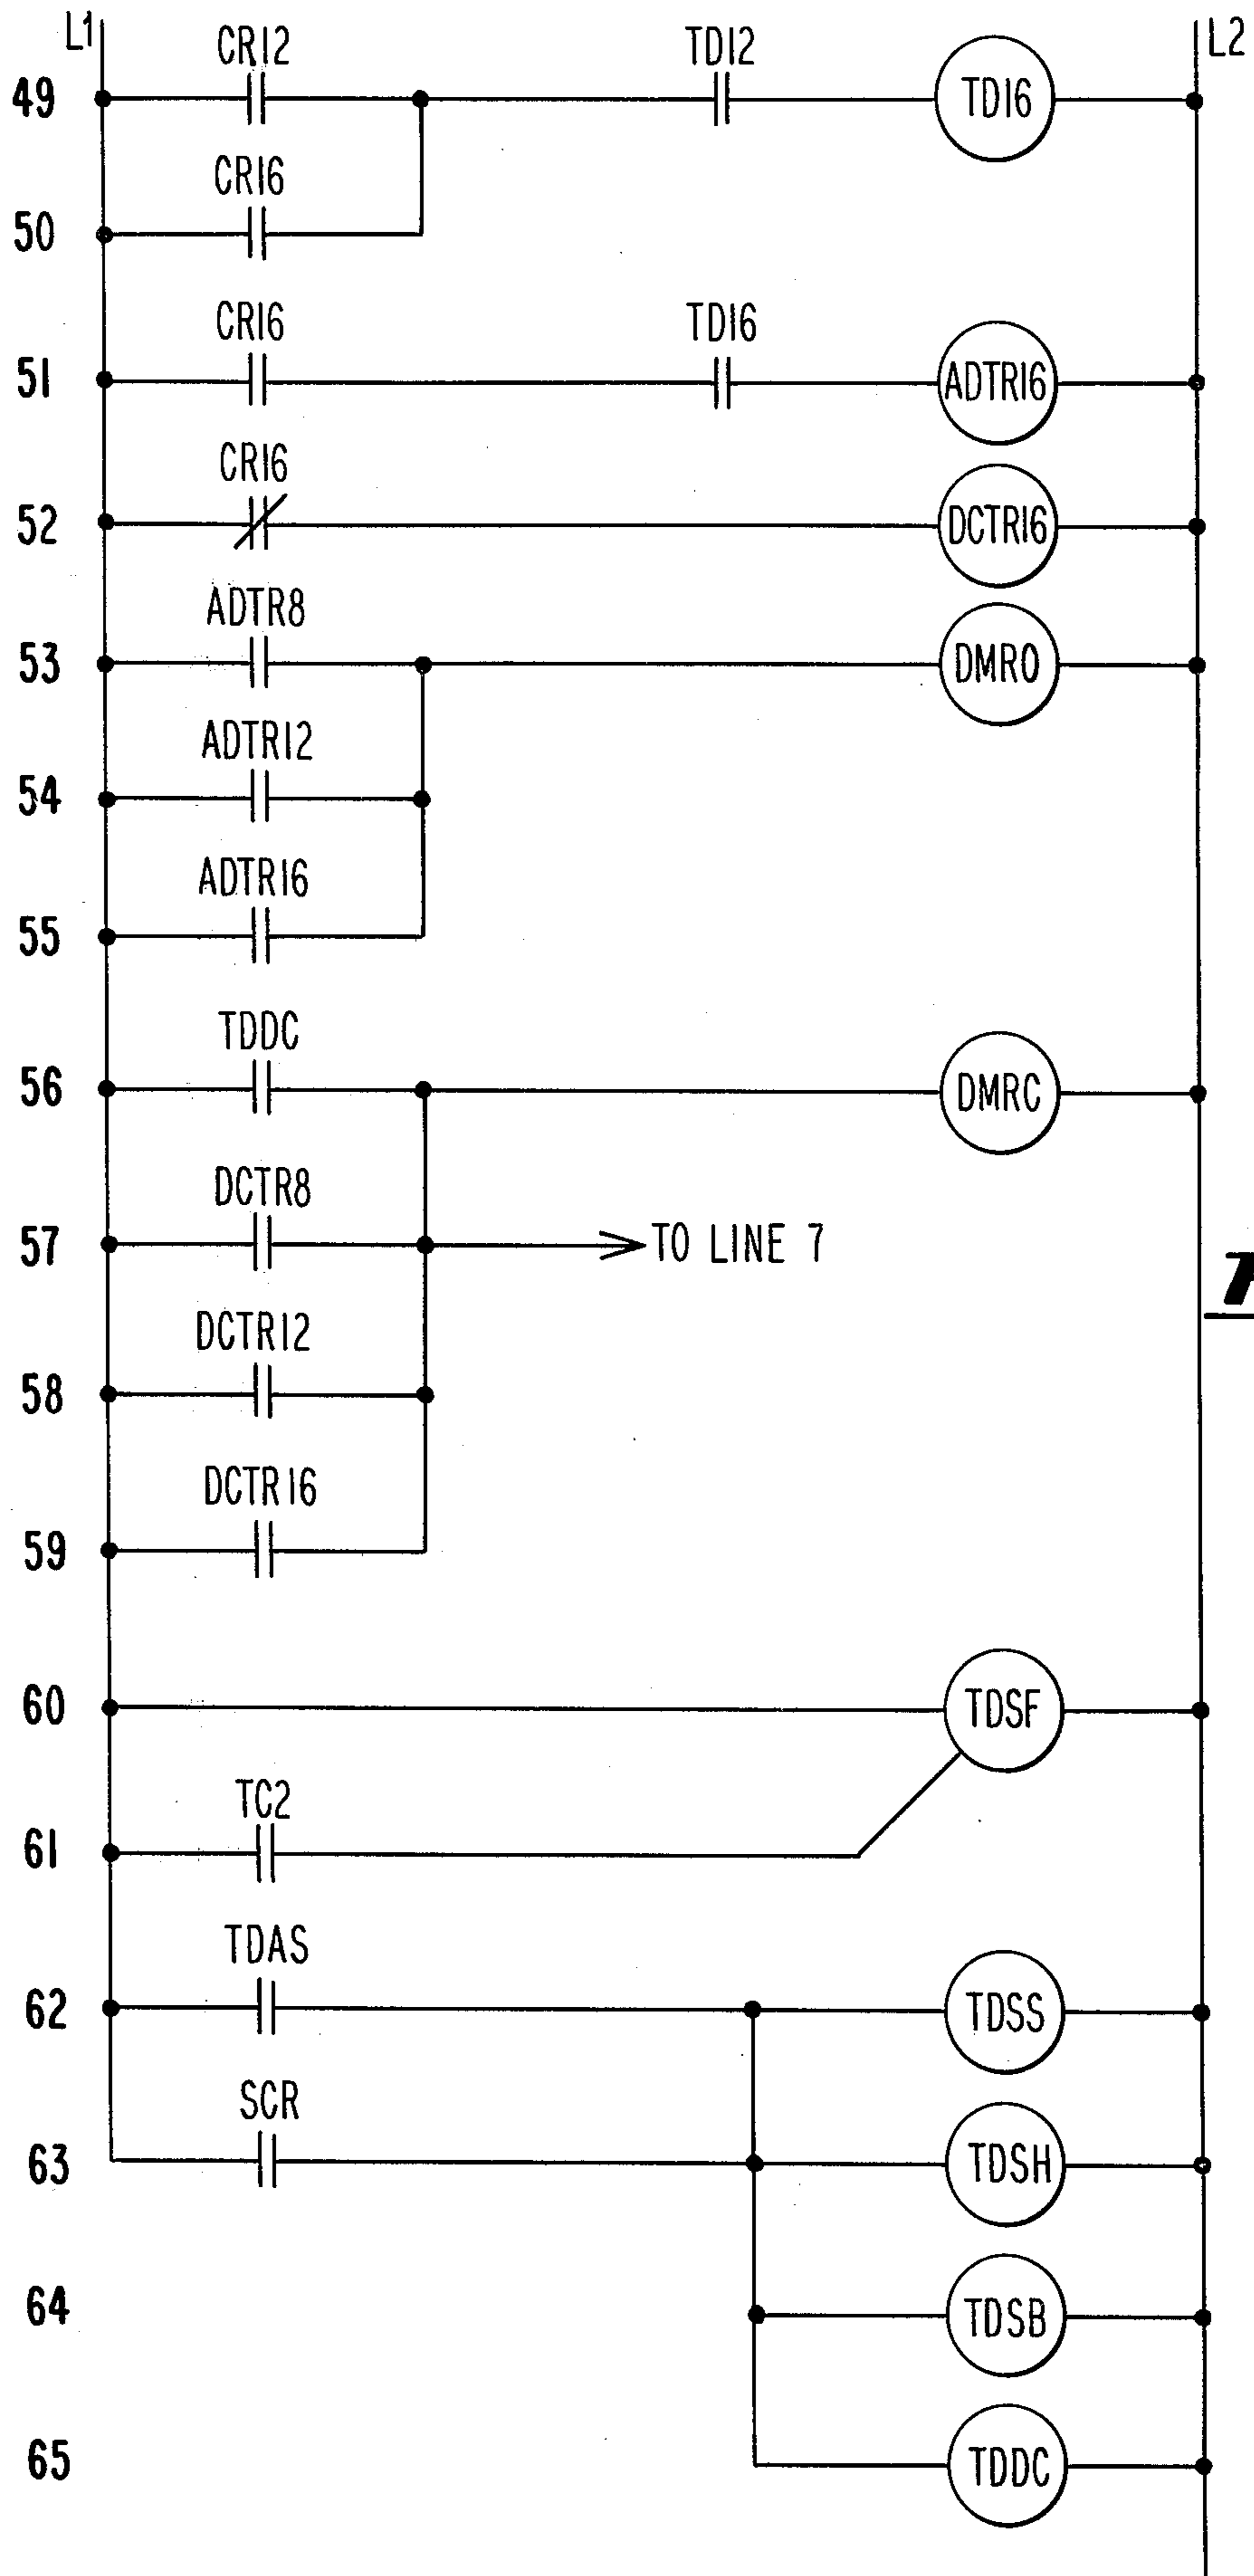 L1 L2
CR12 TD12
49 TD16
CR16
50
CR16 TD16
51 ADTR16
CR16
52 DCTR16
ADTR8
53 DMRO
ADTR12
54
ADTR16
55
TDDC
56 DMRC
DCTR8
57 TO LINE 7
DCTR12
58
DCTR16
59
60 TDSF
TC2
61
TDAS
62 TDSS
SCR
63 TDSH
64 TDSB
65 TDDC